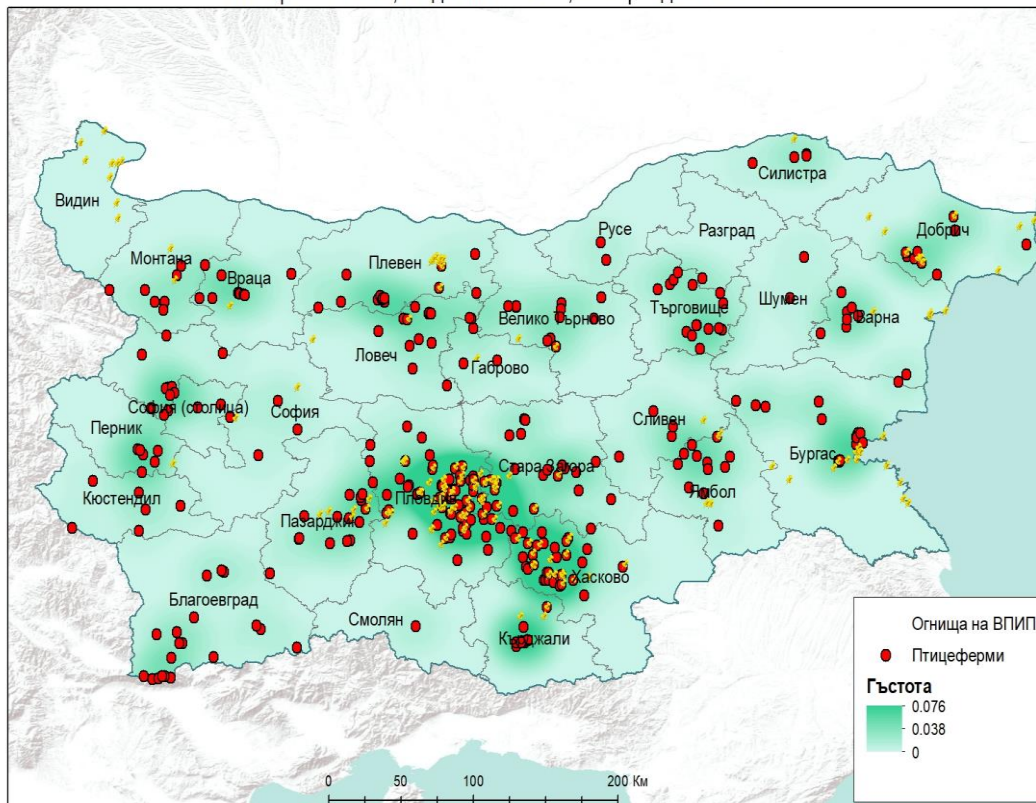 Видин
Монтана
Враца
Плевен
Русе
Разград
Силистра
Добрич
Ловеч
Велико Търново
Габрово
Търговище
Шумен
Варна
София (столица)
София
Перник
Кюстендил
Стара Загора
Сливен
Ямбол
Бургас
Пазарджик
Пловдив
Хасково
Благоевград
Смолян
Кърджали
Огнища на ВПИП
Птицеферми
Гъстота
0.076
0.038
0
0 50 100 200 Км